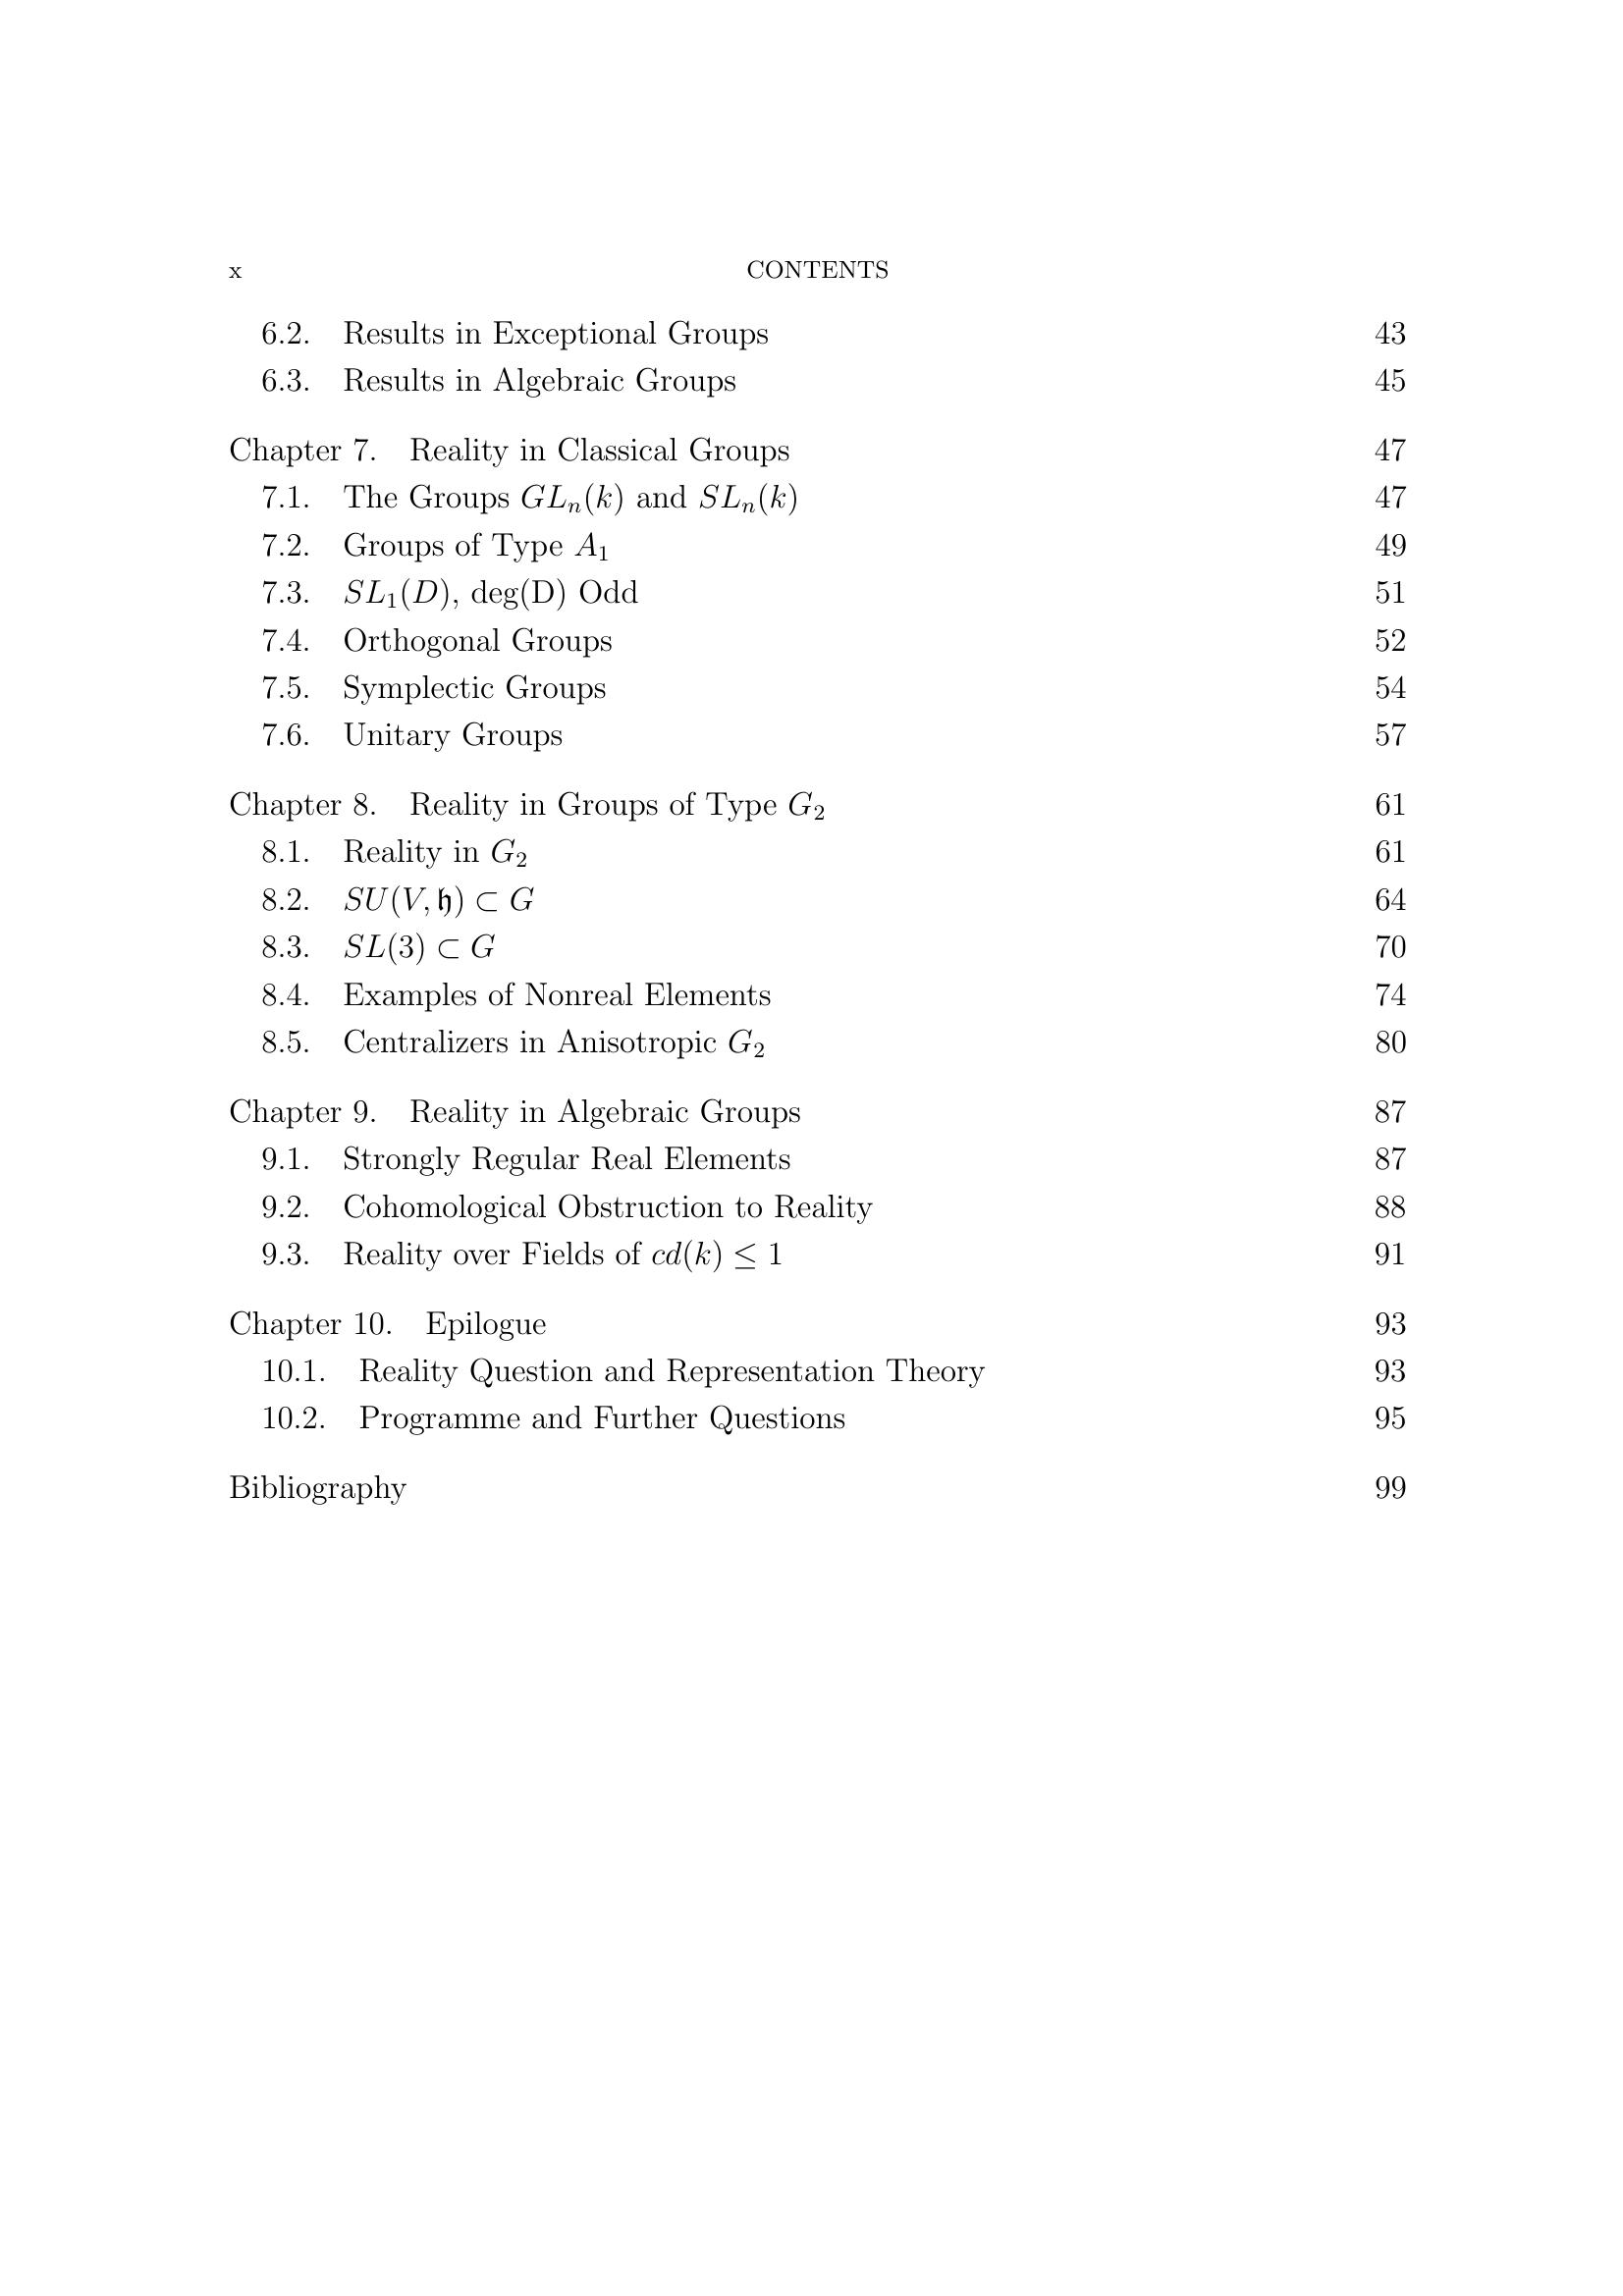 x CONTENTS
6.2. Results in Exceptional Groups 43
6.3. Results in Algebraic Groups 45
Chapter 7. Reality in Classical Groups 47
7.1. The Groups $GL_n(k)$ and $SL_n(k)$ 47
7.2. Groups of Type $A_1$ 49
7.3. $SL_1(D)$, deg(D) Odd 51
7.4. Orthogonal Groups 52
7.5. Symplectic Groups 54
7.6. Unitary Groups 57
Chapter 8. Reality in Groups of Type $G_2$ 61
8.1. Reality in $G_2$ 61
8.2. $SU(V, \mathfrak{h}) \subset G$ 64
8.3. $SL(3) \subset G$ 70
8.4. Examples of Nonreal Elements 74
8.5. Centralizers in Anisotropic $G_2$ 80
Chapter 9. Reality in Algebraic Groups 87
9.1. Strongly Regular Real Elements 87
9.2. Cohomological Obstruction to Reality 88
9.3. Reality over Fields of $cd(k) \leq 1$ 91
Chapter 10. Epilogue 93
10.1. Reality Question and Representation Theory 93
10.2. Programme and Further Questions 95
Bibliography 99